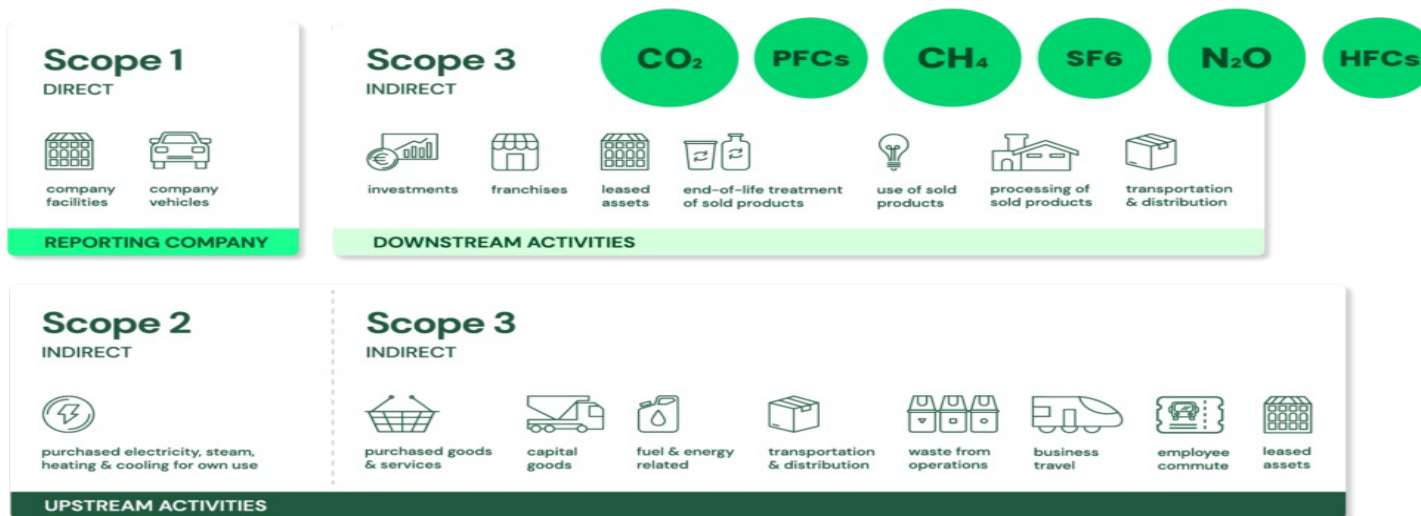 Scope 1
DIRECT
company
facilities
company
vehicles
REPORTING COMPANY
Scope 3
INDIRECT
CO₂
PFCs
CH₄
SF6
N₂O
HFCs
investments
franchises
leased
assets
end-of-life treatment
of sold products
use of sold
products
processing of
sold products
transportation
& distribution
DOWNSTREAM ACTIVITIES
Scope 2
INDIRECT
purchased electricity, steam,
heating & cooling for own use
Scope 3
INDIRECT
purchased goods
& services
capital
goods
fuel & energy
related
transportation
& distribution
waste from
operations
business
travel
employee
commute
leased
assets
UPSTREAM ACTIVITIES